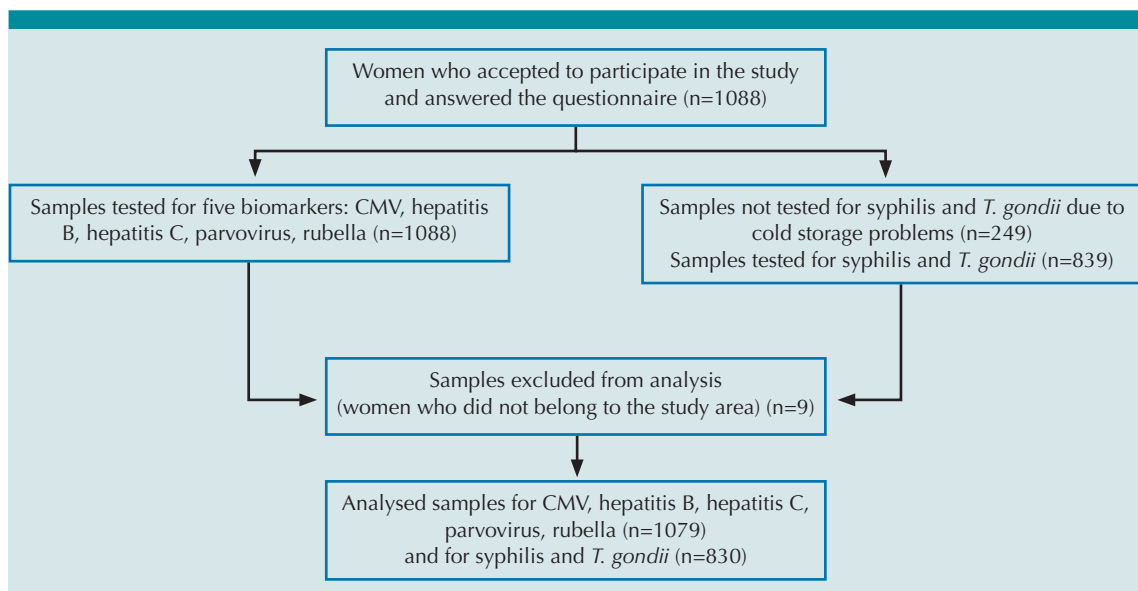 Women who accepted to participate in the study
and answered the questionnaire (n=1088)
Samples tested for five biomarkers: CMV, hepatitis
B, hepatitis C, parvovirus, rubella (n=1088)
Samples not tested for syphilis and T. gondii due to
cold storage problems (n=249)
Samples tested for syphilis and T. gondii (n=839)
Samples excluded from analysis
(women who did not belong to the study area) (n=9)
Analysed samples for CMV, hepatitis B, hepatitis C,
parvovirus, rubella (n=1079)
and for syphilis and T. gondii (n=830)